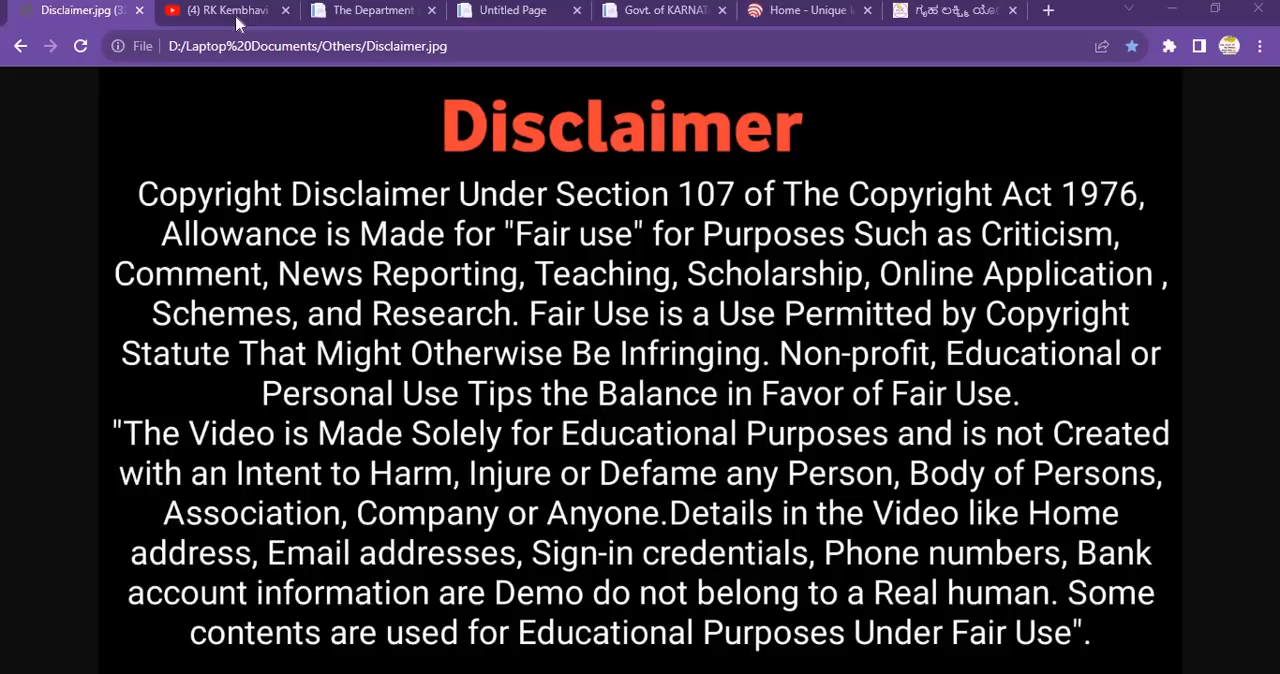 Disclaimer.jpg (3
(4) RK Kembhavi
The Department
Untitled Page
Govt. of KARNAT
Home - Unique
ಗೃಹ ಲಕ್ಷ್ಮಿ ಯೋ
File
D:/Laptop%20Documents/Others/Disclaimer.jpg
Disclaimer
Copyright Disclaimer Under Section 107 of The Copyright Act 1976,
Allowance is Made for "Fair use" for Purposes Such as Criticism,
Comment, News Reporting, Teaching, Scholarship, Online Application ,
Schemes, and Research. Fair Use is a Use Permitted by Copyright
Statute That Might Otherwise Be Infringing. Non-profit, Educational or
Personal Use Tips the Balance in Favor of Fair Use.
"The Video is Made Solely for Educational Purposes and is not Created
with an Intent to Harm, Injure or Defame any Person, Body of Persons,
Association, Company or Anyone.Details in the Video like Home
address, Email addresses, Sign-in credentials, Phone numbers, Bank
account information are Demo do not belong to a Real human. Some
contents are used for Educational Purposes Under Fair Use".